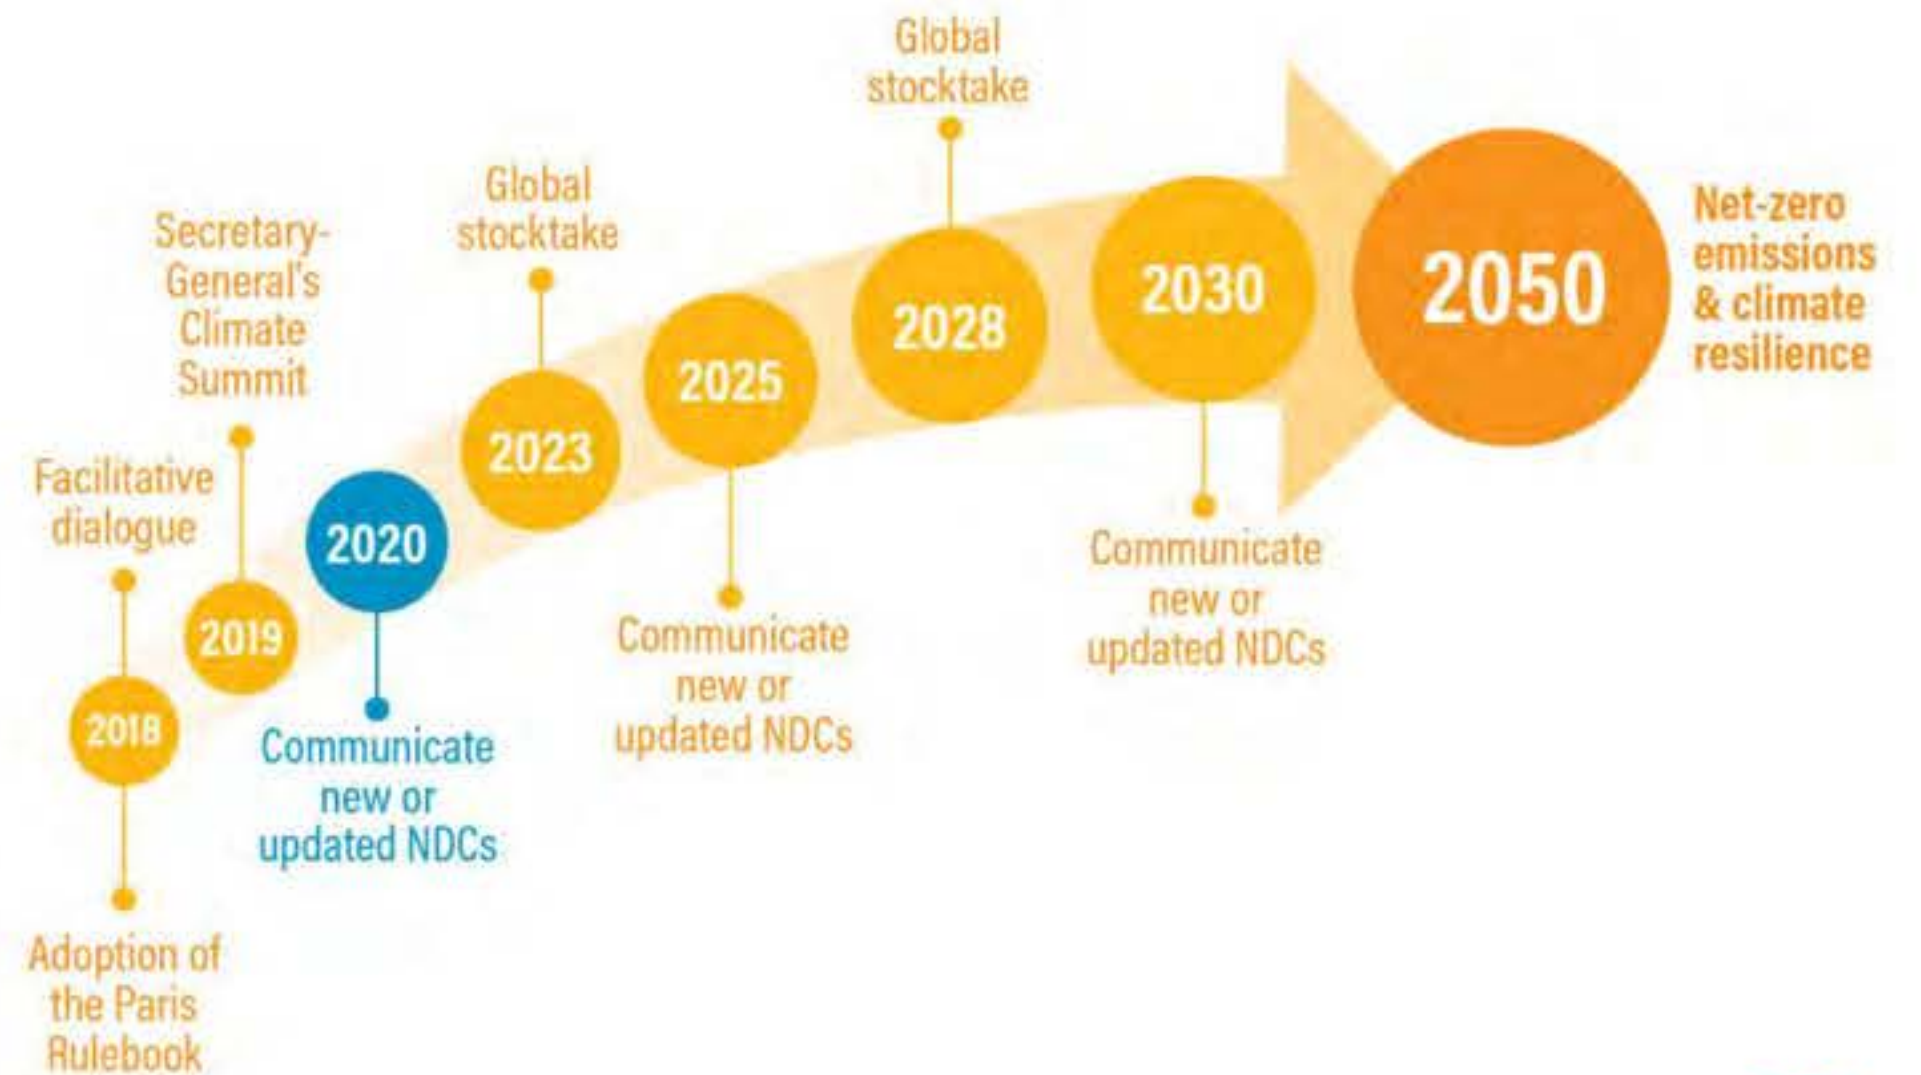 Facilitative
dialogue
2018
Adoption of
the Paris
Rulebook
Secretary-
General's
Climate
Summit
2019
2020
Communicate
new or
updated NDCs
Global
stocktake
2023
2025
Communicate
new or
updated NDCs
Global
stocktake
2028
2030
Communicate
new or
updated NDCs
2050
Net-zero
emissions
& climate
resilience